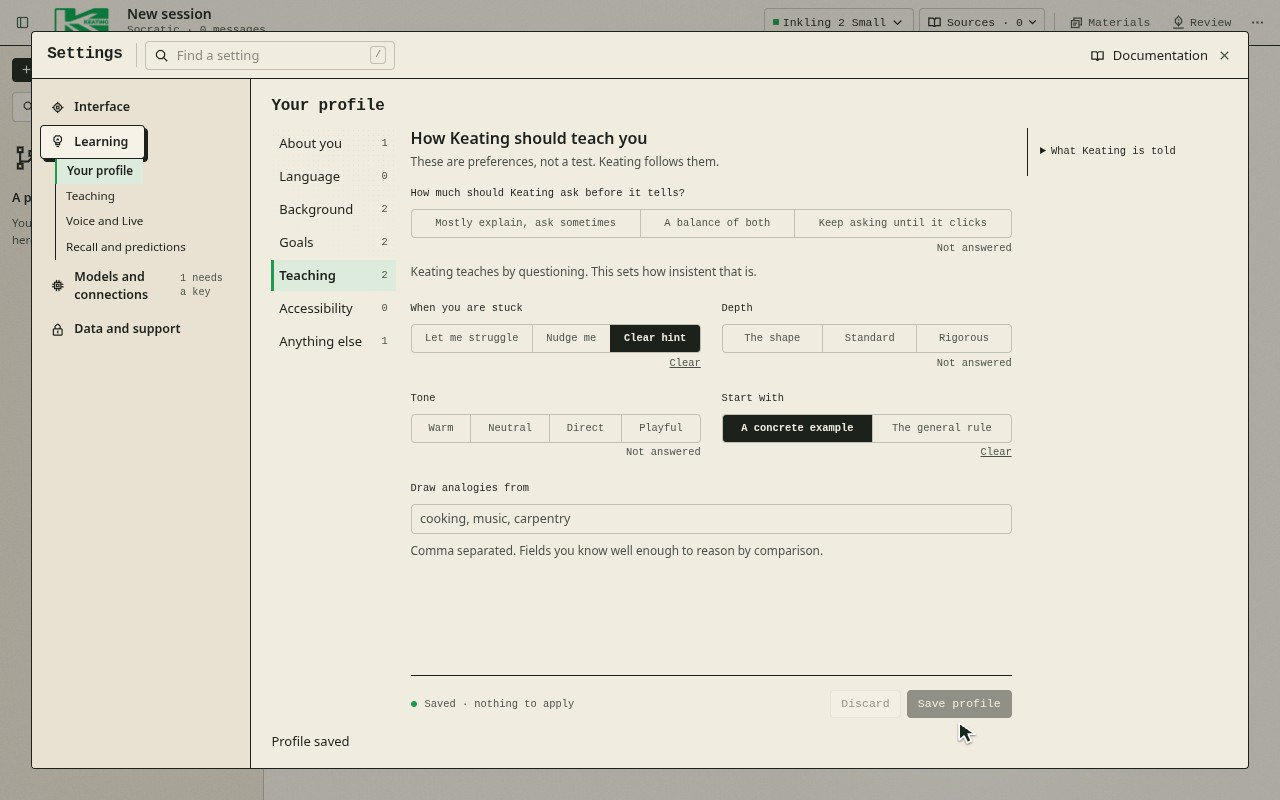 New session
Socratic · 0 messages
KEATING
Inkling 2 Small
Sources · 0
Materials
Review
Settings
Find a setting
/
Documentation
Interface
Learning
Your profile
Teaching
Voice and Live
Recall and predictions
Models and connections
1 needs a key
Data and support
Your profile
About you 1
Language 0
Background 2
Goals 2
Teaching 2
Accessibility 0
Anything else 1
How Keating should teach you
These are preferences, not a test. Keating follows them.
How much should Keating ask before it tells?
Mostly explain, ask sometimes
A balance of both
Keep asking until it clicks
Not answered
Keating teaches by questioning. This sets how insistent that is.
When you are stuck
Let me struggle
Nudge me
Clear hint
Clear
Depth
The shape
Standard
Rigorous
Not answered
Tone
Warm
Neutral
Direct
Playful
Not answered
Start with
A concrete example
The general rule
Clear
Draw analogies from
cooking, music, carpentry
Comma separated. Fields you know well enough to reason by comparison.
Saved · nothing to apply
Discard
Save profile
Profile saved
What Keating is told